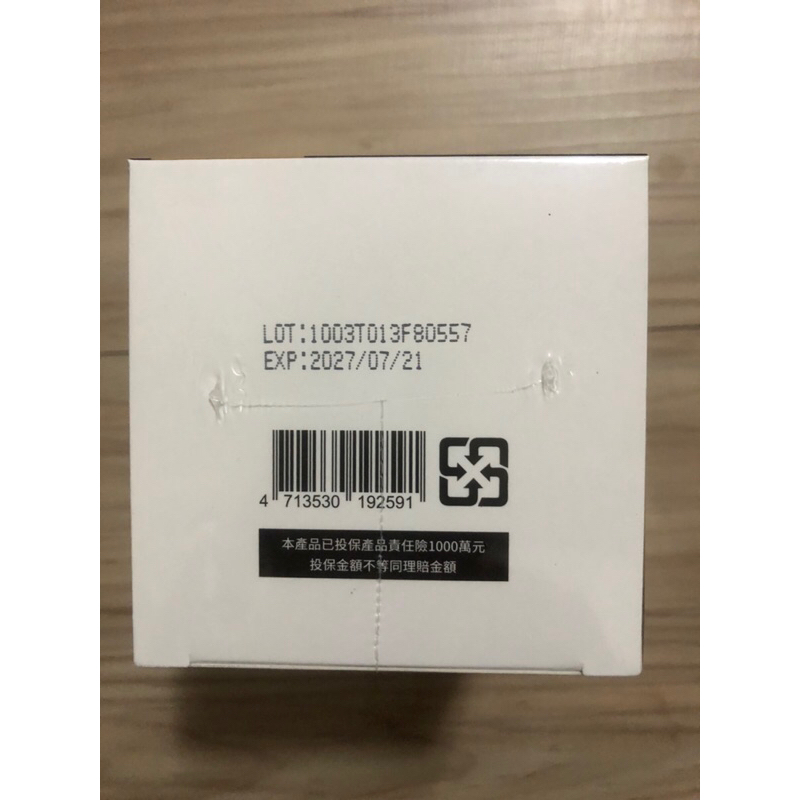 LOT:1003T013F80557
EXP:2027/07/21
4 713530 192591
本產品已投保產品責任險1000萬元
投保金額不等同理賠金額